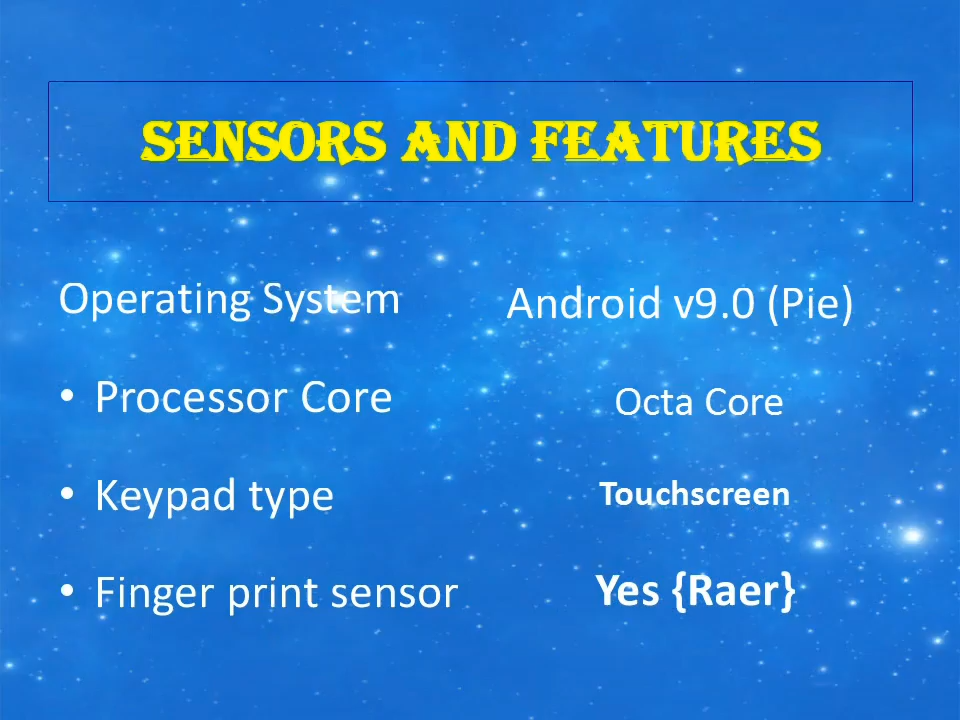 SENSORS AND FEATURES
Operating System Android v9.0 (Pie)
• Processor Core Octa Core
• Keypad type Touchscreen
• Finger print sensor Yes {Raer}